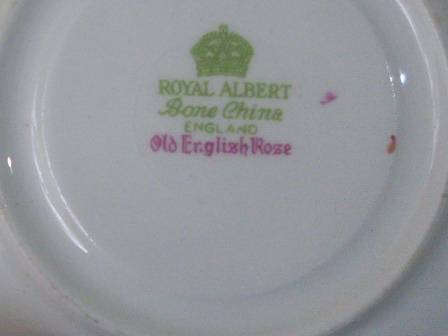 ROYAL ALBERT
Bone China
ENGLAND
Old English Rose